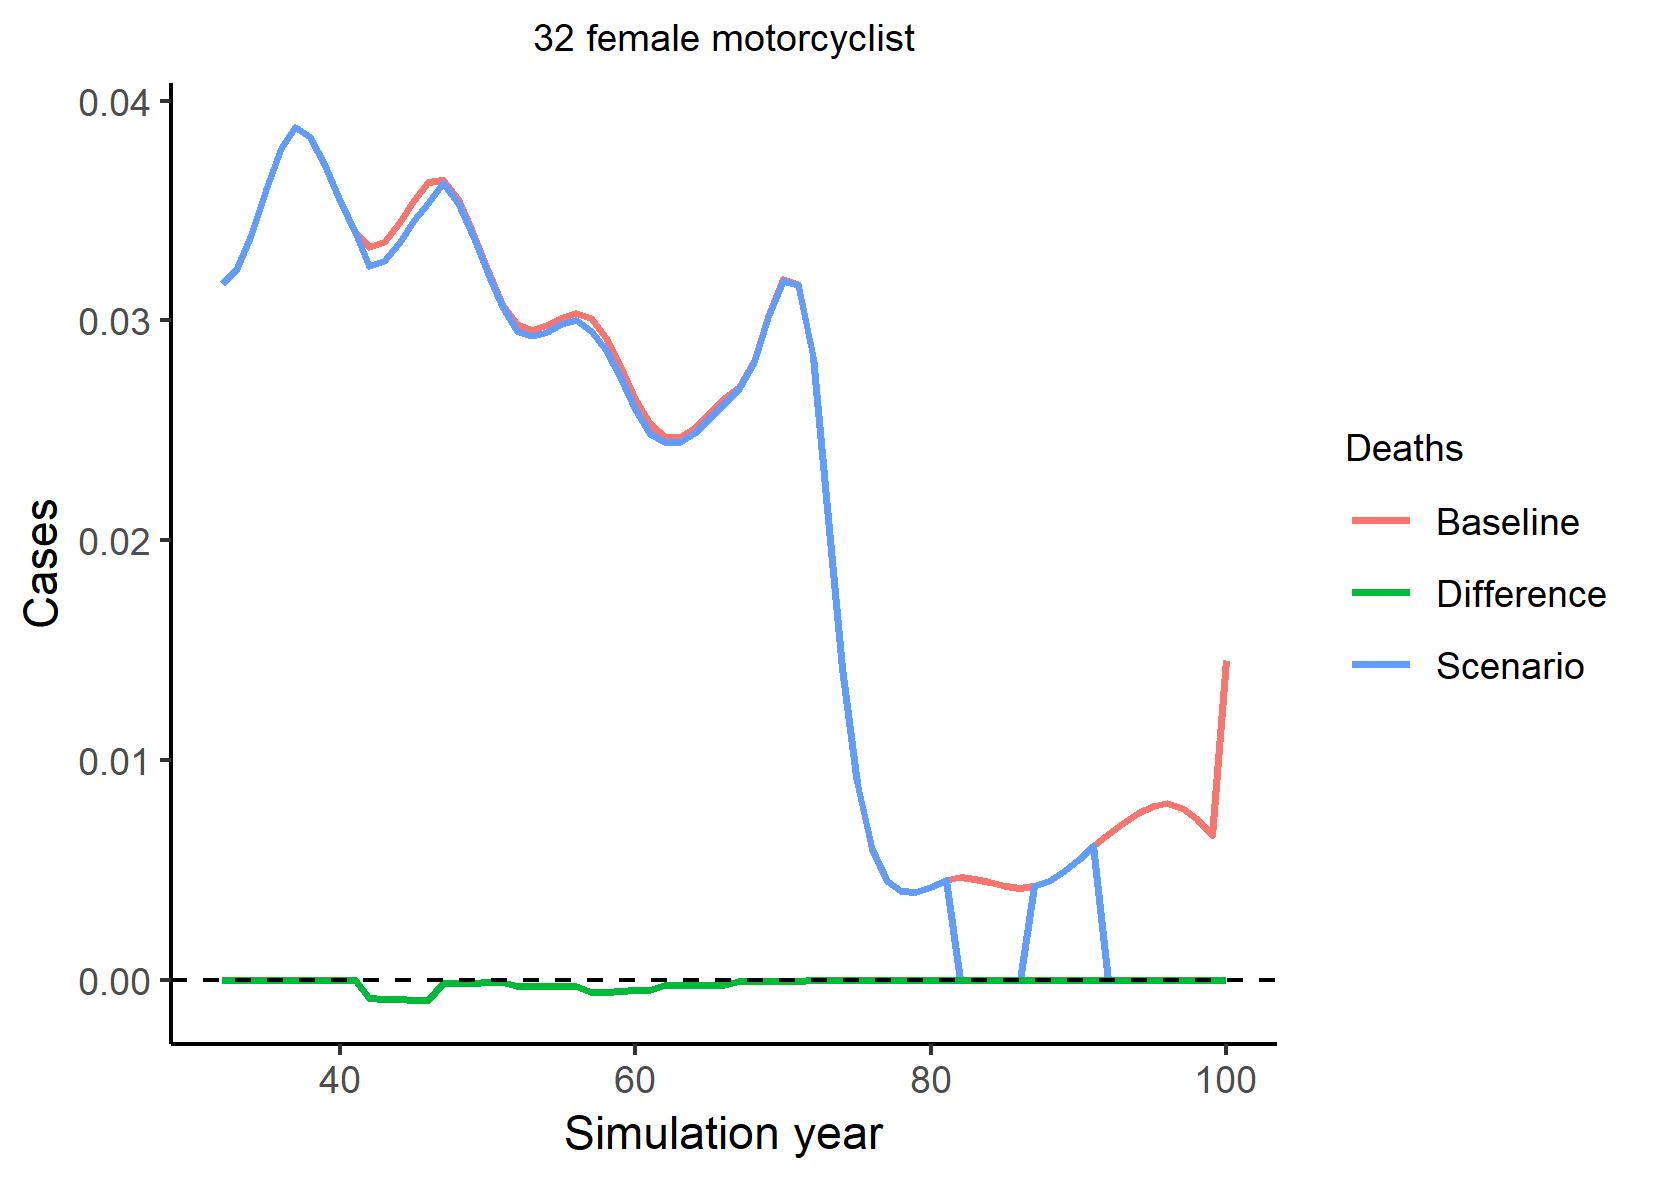 32 female motorcyclist
0.04
0.03
0.02
0.01
0.00
Cases
40 60 80 100
Simulation year
Deaths
Baseline
Difference
Scenario